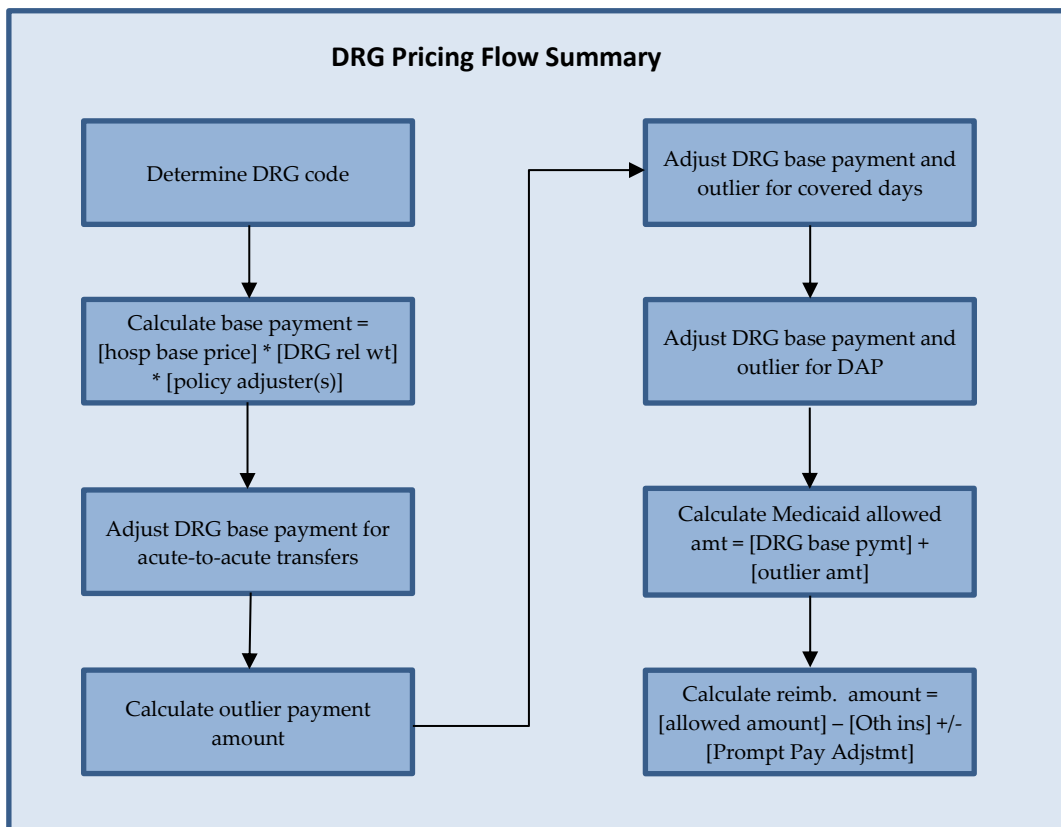 DRG Pricing Flow Summary
Determine DRG code
Calculate base payment =
[hosp base price] * [DRG rel wt]
* [policy adjuster(s)]
Adjust DRG base payment for
acute-to-acute transfers
Calculate outlier payment
amount
Adjust DRG base payment and
outlier for covered days
Adjust DRG base payment and
outlier for DAP
Calculate Medicaid allowed
amt = [DRG base pymt] +
[outlier amt]
Calculate reimb.  amount =
[allowed amount] – [Oth ins] +/-
[Prompt Pay Adjstmt]